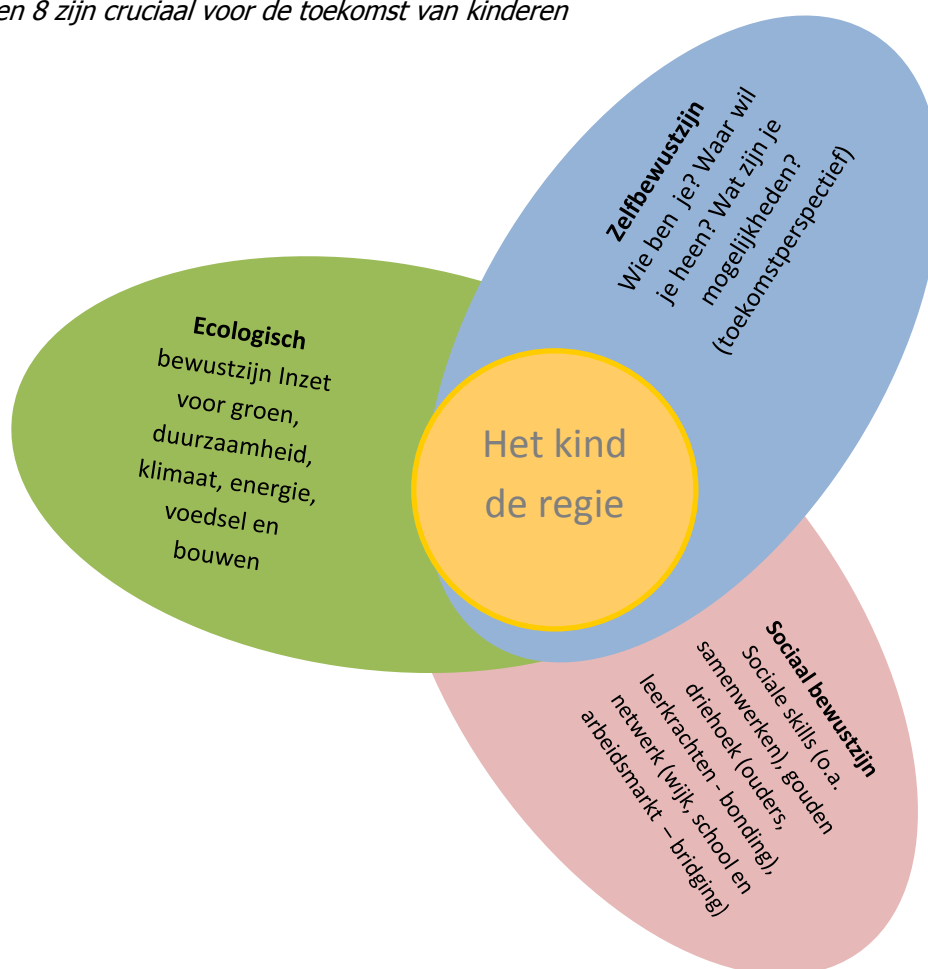 en 8 zijn cruciaal voor de toekomst van kinderen
Zelfbewustzijn
Wie ben je? Waar wil
je heen? Wat zijn je
mogelijkheden?
(toekomstperspectief)
Ecologisch
bewustzijn Inzet
voor groen,
duurzaamheid,
klimaat, energie,
voedsel en
bouwen
Het kind
de regie
Sociaal bewustzijn
Sociale skills (o.a.
samenwerken), gouden
driehoek (ouders,
leerkrachten - bonding),
netwerk (wijk, school en
arbeidsmarkt – bridging)